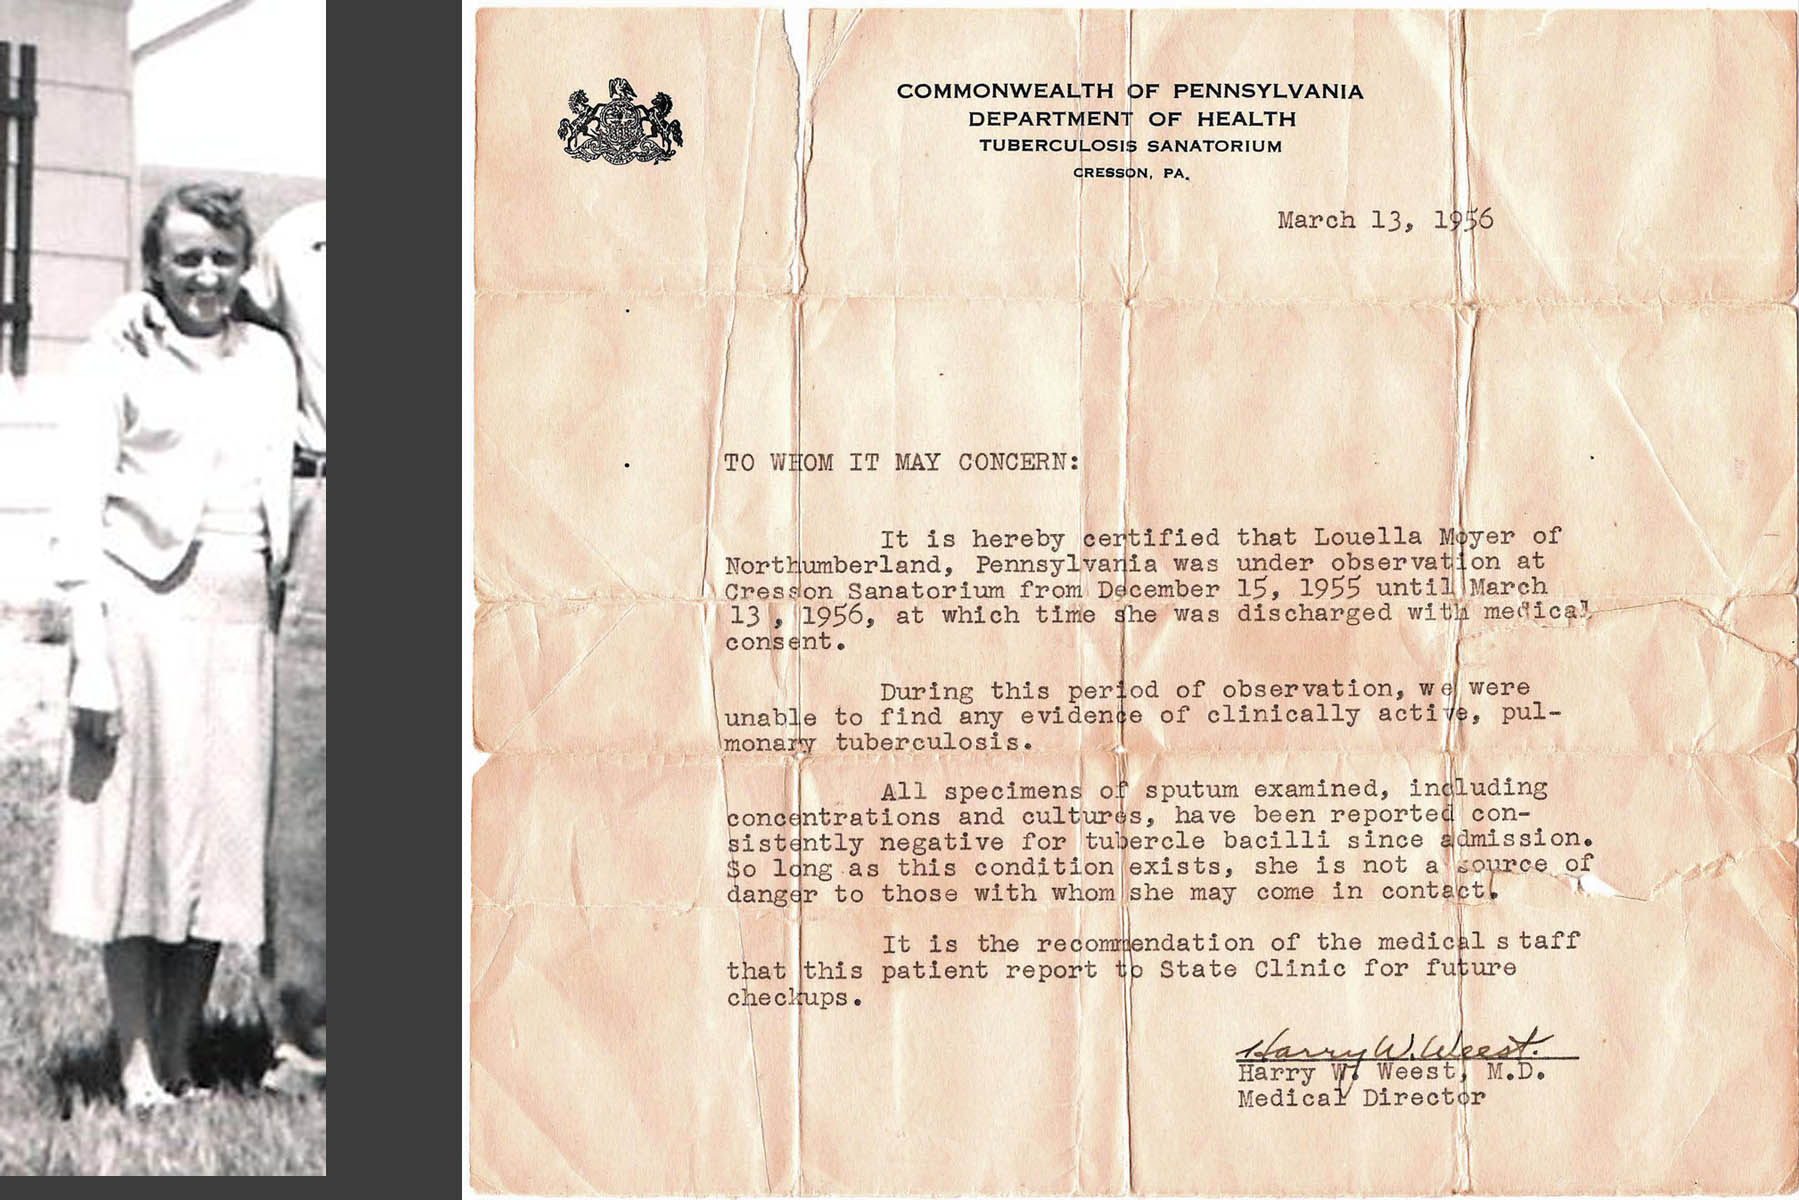 COMMONWEALTH OF PENNSYLVANIA
DEPARTMENT OF HEALTH
TUBERCULOSIS SANATORIUM
CRESSON, PA.
March 13, 1956
TO WHOM IT MAY CONCERN:
It is hereby certified that Louella Moyer of
Northumberland, Pennsylvania was under observation at
Cresson Sanatorium from December 15, 1955 until March
13 , 1956, at which time she was discharged with medical
consent.
During this period of observation, we were
unable to find any evidence of clinically active, pul-
monary tuberculosis.
All specimens of sputum examined, including
concentrations and cultures, have been reported con-
sistently negative for tubercle bacilli since admission.
So long as this condition exists, she is not a source of
danger to those with whom she may come in contact.
It is the recommendation of the medical staff
that this patient report to State Clinic for future
checkups.
Harry W. Weest.
Harry W. Weest, M.D.
Medical Director